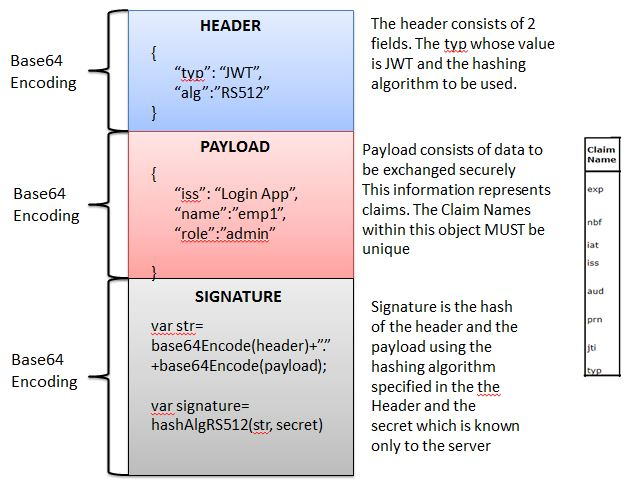 HEADER
{
“typ”: “JWT”,
“alg”:”RS512”
}
Base64
Encoding
The header consists of 2
fields. The typ whose value
is JWT and the hashing
algorithm to be used.
PAYLOAD
{
“iss”: “Login App”,
“name”:”emp1”,
“role”:”admin”
}
Base64
Encoding
Payload consists of data to
be exchanged securely
This information represents
claims. The Claim Names
within this object MUST be
unique
Claim
Name
exp
nbf
iat
iss
aud
prn
jti
typ
SIGNATURE
var str=
base64Encode(header)+”.”
+base64Encode(payload);
var signature=
hashAlgRS512(str, secret)
Base64
Encoding
Signature is the hash
of the header and the
payload using the
hashing algorithm
specified in the the
Header and the
secret which is known
only to the server